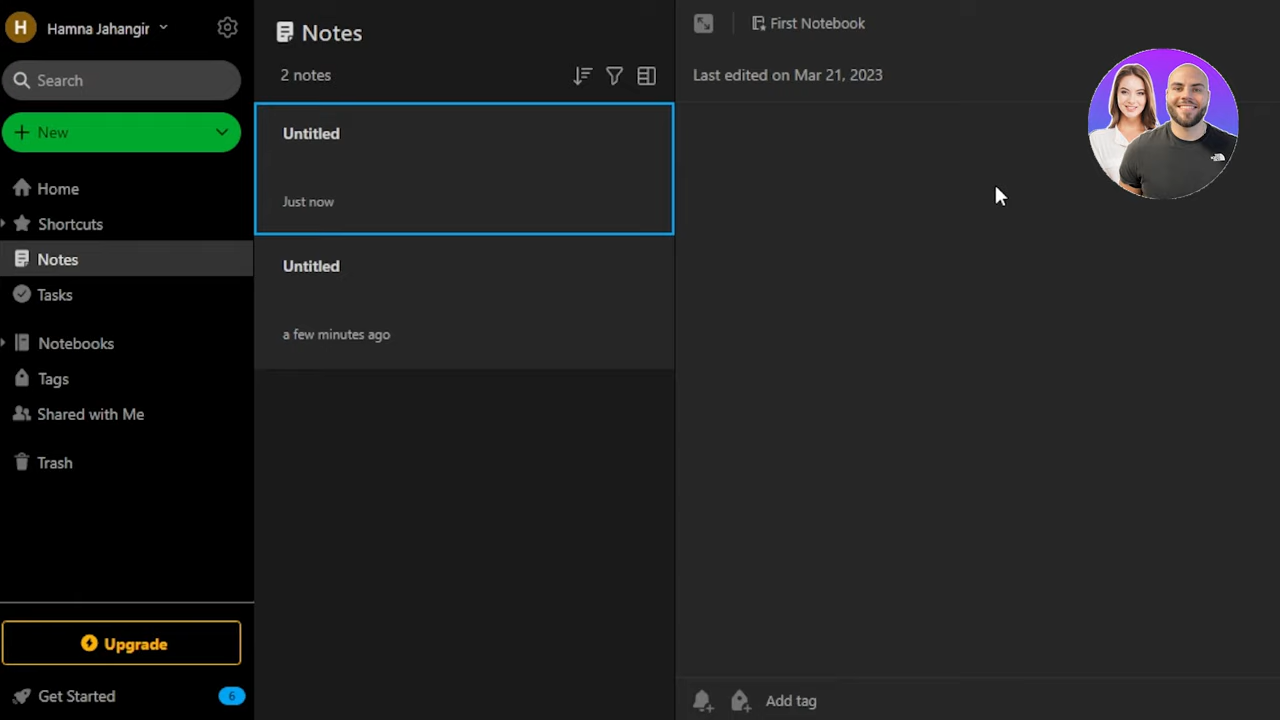 H
Hamna Jahangir
Search
New
Home
Shortcuts
Notes
Tasks
Notebooks
Tags
Shared with Me
Trash
Upgrade
Get Started
6
Notes
2 notes
Untitled
Just now
Untitled
a few minutes ago
First Notebook
Last edited on Mar 21, 2023
Add tag